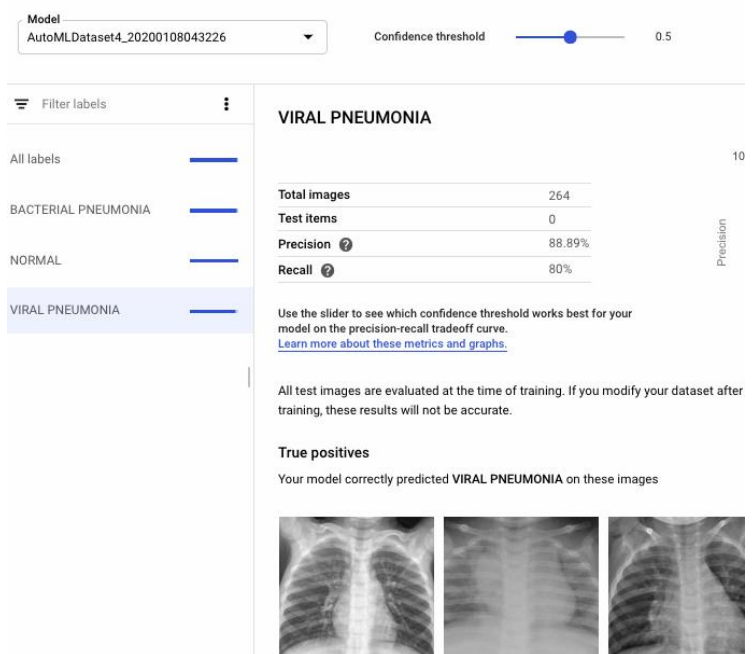 Model
AutoMLDataset4_20200108043226
Confidence threshold
0.5
Filter labels
All labels
BACTERIAL PNEUMONIA
NORMAL
VIRAL PNEUMONIA
VIRAL PNEUMONIA
10
Total images 264
Test items 0
Precision ? 88.89%
Recall ? 80%
Precision
Use the slider to see which confidence threshold works best for your
model on the precision-recall tradeoff curve.
Learn more about these metrics and graphs.
All test images are evaluated at the time of training. If you modify your dataset after
training, these results will not be accurate.
True positives
Your model correctly predicted VIRAL PNEUMONIA on these images